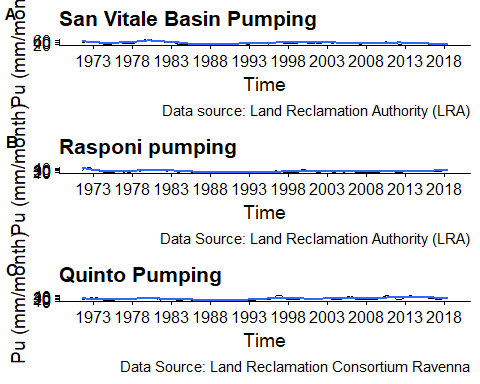 A
San Vitale Basin Pumping
Pu (mm/month)
1973 1978 1983 1988 1993 1998 2003 2008 2013 2018
Time
Data source: Land Reclamation Authority (LRA)
B
Rasponi pumping
Pu (mm/month)
1973 1978 1983 1988 1993 1998 2003 2008 2013 2018
Time
Data Source: Land Reclamation Authority (LRA)
C
Quinto Pumping
Pu (mm/month)
1973 1978 1983 1988 1993 1998 2003 2008 2013 2018
Time
Data Source: Land Reclamation Consortium Ravenna